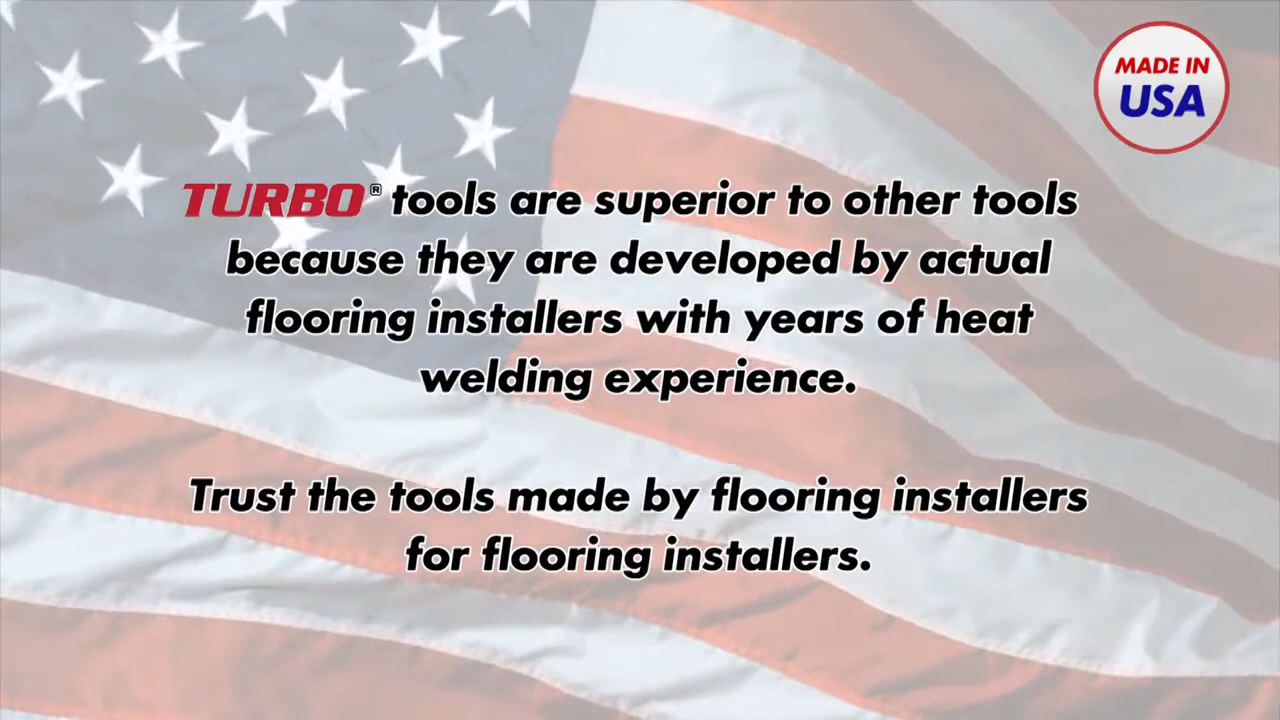 MADE IN
USA
TURBO® tools are superior to other tools
because they are developed by actual
flooring installers with years of heat
welding experience.
Trust the tools made by flooring installers
for flooring installers.